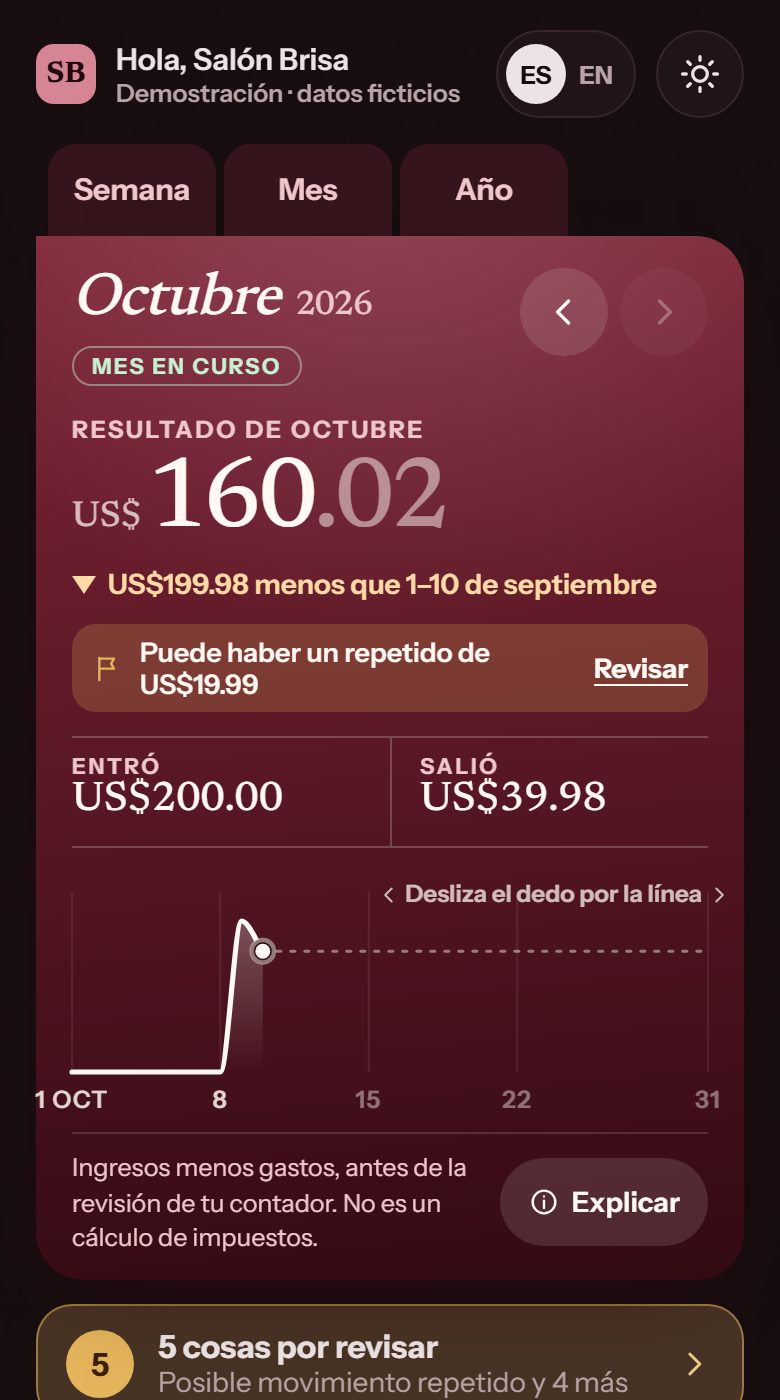 SB
Hola, Salón Brisa
Demostración · datos ficticios
ES EN
Semana Mes Año
Octubre 2026
MES EN CURSO
RESULTADO DE OCTUBRE
US$ 160.02
US$199.98 menos que 1–10 de septiembre
Puede haber un repetido de
US$19.99
Revisar
ENTRÓ SALIÓ
US$200.00 US$39.98
Desliza el dedo por la línea
1 OCT 8 15 22 31
Ingresos menos gastos, antes de la
revisión de tu contador. No es un
cálculo de impuestos.
Explicar
5 5 cosas por revisar
Posible movimiento repetido y 4 más